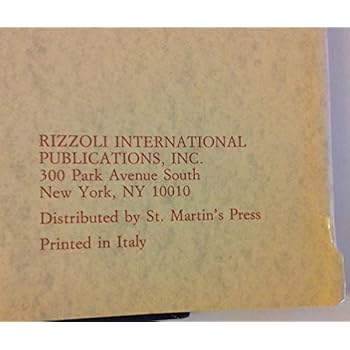 RIZZOLI INTERNATIONAL
PUBLICATIONS, INC.
300 Park Avenue South
New York, NY 10010
Distributed by St. Martin's Press
Printed in Italy